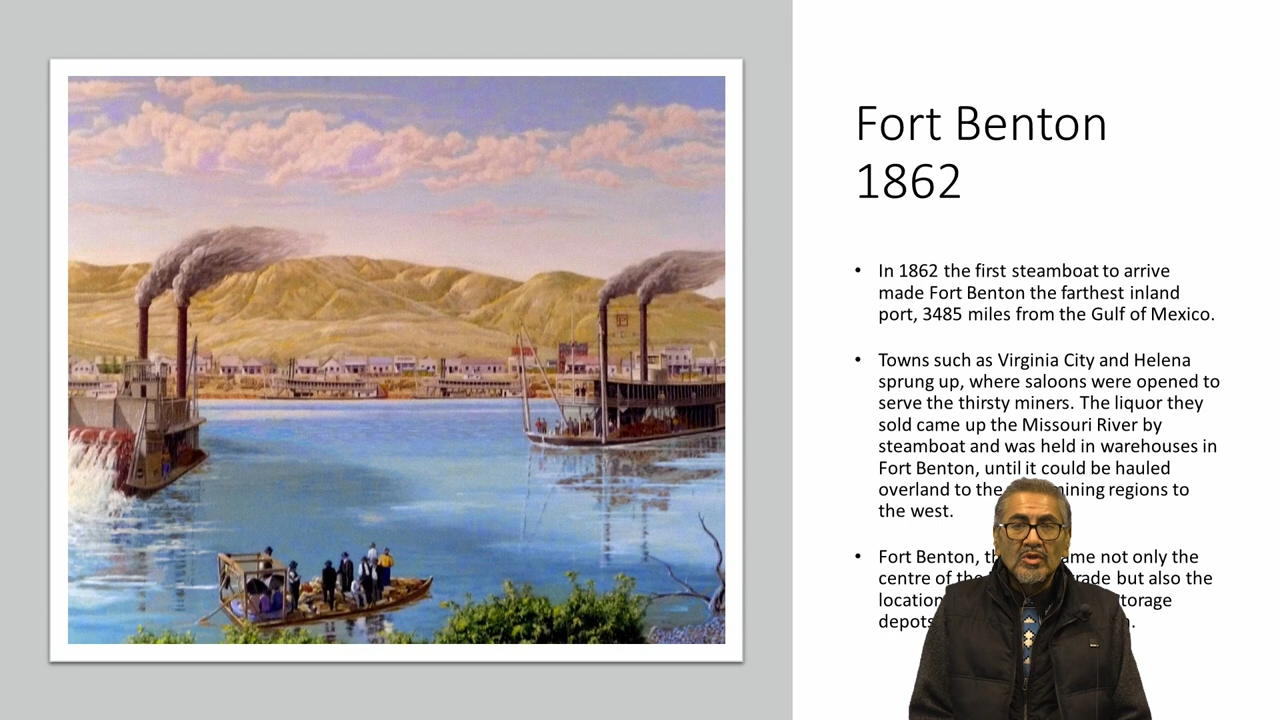 Fort Benton
1862
• In 1862 the first steamboat to arrive
made Fort Benton the farthest inland
port, 3485 miles from the Gulf of Mexico.
• Towns such as Virginia City and Helena
sprung up, where saloons were opened to
serve the thirsty miners. The liquor they
sold came up the Missouri River by
steamboat and was held in warehouses in
Fort Benton, until it could be hauled
overland to the mining regions to
the west.
• Fort Benton, not only the
centre of the trade but also the
location storage
depots